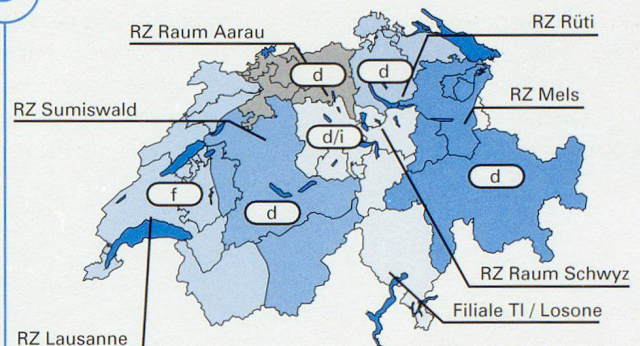 RZ Rüti
RZ Raum Aarau
d
d
RZ Mels
RZ Sumiswald
d/i
d
f
d
RZ Raum Schwyz
Filiale TI / Losone
RZ Lausanne